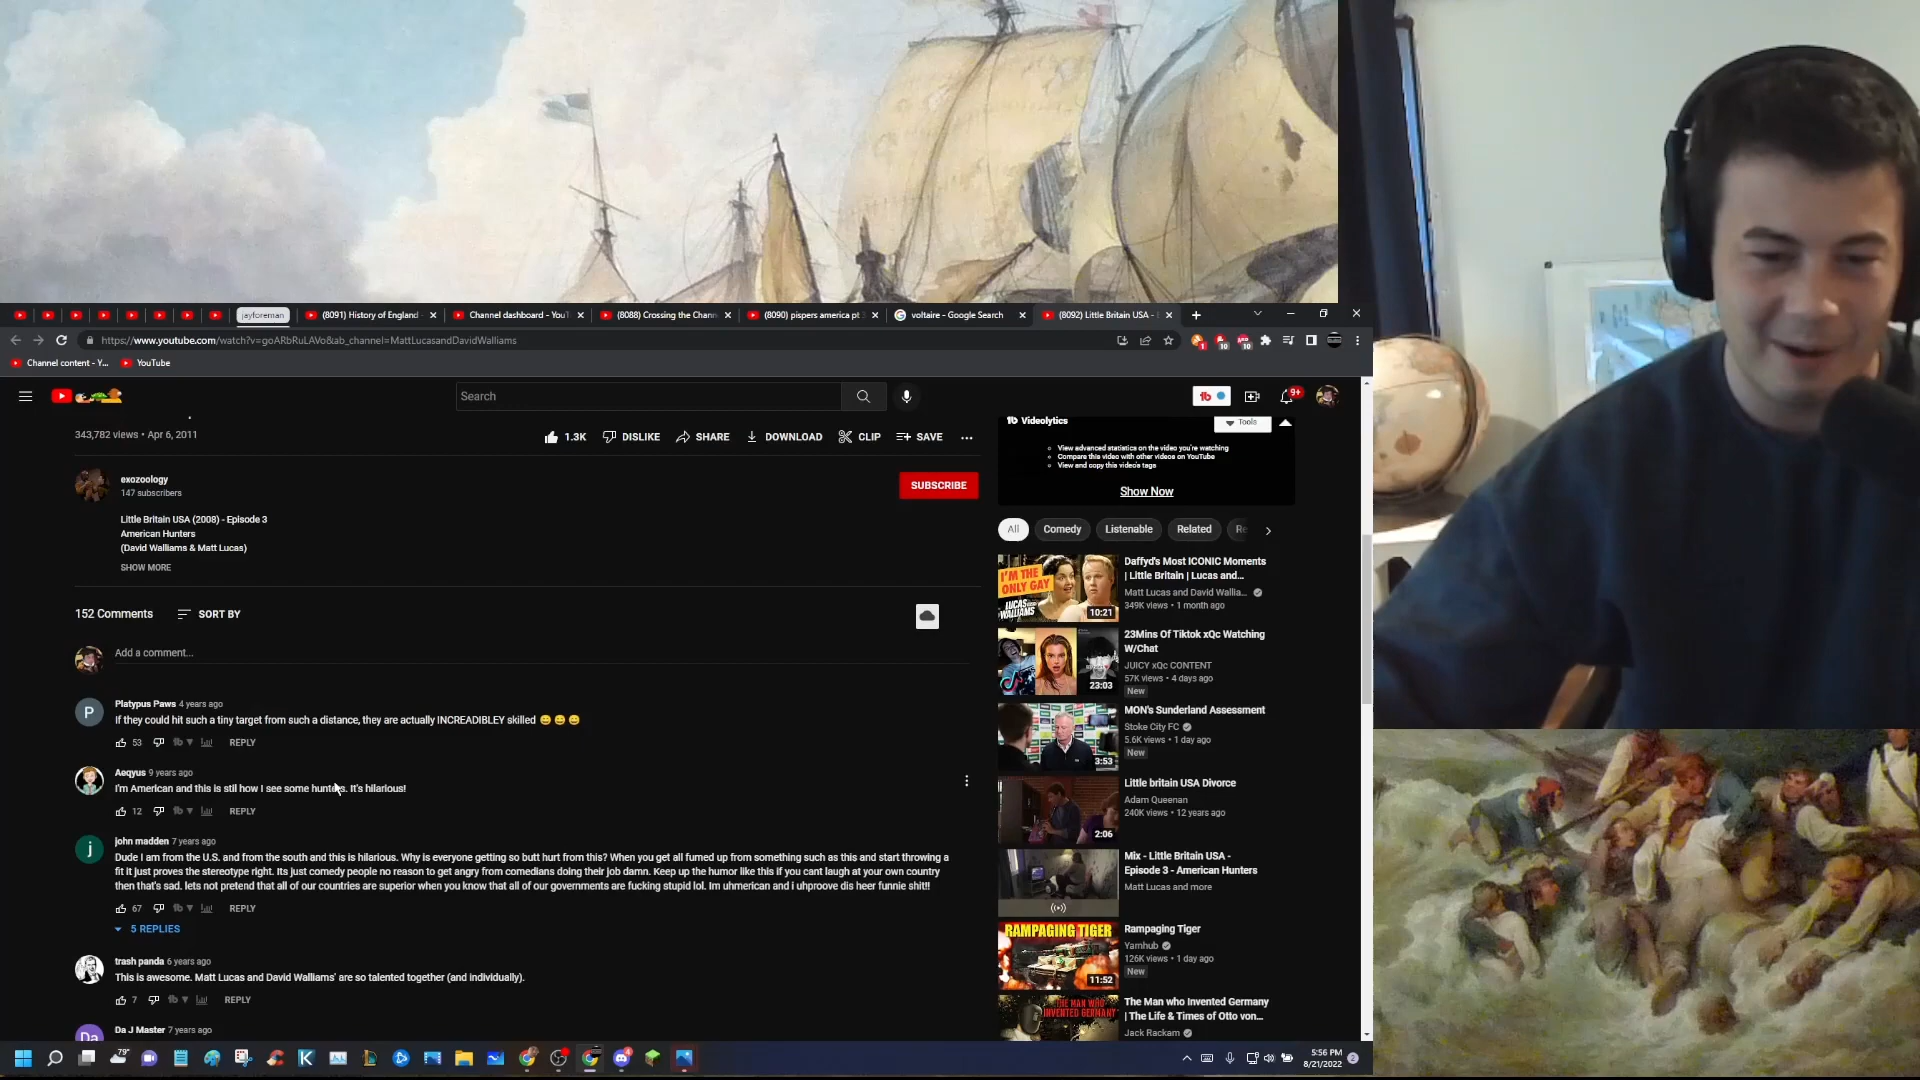 jayforeman
(8091) History of England
Channel dashboard - YouT
(8088) Crossing the Chann
(8090) pispers america pt
voltaire - Google Search
(8092) Little Britain USA -
https://www.youtube.com/watch?v=goARbRuLAVo&ab_channel=MattLucasandDavidWalliams
Channel content - Y...
YouTube
Search
9+
343,782 views • Apr 6, 2011
1.3K
DISLIKE
SHARE
DOWNLOAD
CLIP
SAVE
exozoology
147 subscribers
SUBSCRIBE
Little Britain USA (2008) - Episode 3
American Hunters
(David Walliams & Matt Lucas)
SHOW MORE
152 Comments
SORT BY
Add a comment...
Platypus Paws 4 years ago
If they could hit such a tiny target from such a distance, they are actually INCREADIBLEY skilled 😄 😄 😄
53
REPLY
Aeqyus 9 years ago
I'm American and this is stil how I see some hunters. It's hilarious!
12
REPLY
john madden 7 years ago
Dude I am from the U.S. and from the south and this is hilarious. Why is everyone getting so butt hurt from this? When you get all fumed up from something such as this and start throwing a
fit it just proves the stereotype right. Its just comedy people no reason to get angry from comedians doing their job damn. Keep up the humor like this if you cant laugh at your own country
then that's sad. lets not pretend that all of our countries are superior when you know that all of our governments are fucking stupid lol. Im uhmerican and i uhproove dis heer funnie shit!!
67
REPLY
5 REPLIES
trash panda 6 years ago
This is awesome. Matt Lucas and David Walliams' are so talented together (and individually).
7
REPLY
Da J Master 7 years ago
Videolytics
Tools
View advanced statistics on the video you're watching
Compare this video with other videos on YouTube
View and copy this video's tags
Show Now
All
Comedy
Listenable
Related
Re
I'M THE
ONLY GAY
LUCAS
WALLIAMS
10:21
Daffyd's Most ICONIC Moments
| Little Britain | Lucas and...
Matt Lucas and David Wallia...
349K views • 1 month ago
23:03
23Mins Of Tiktok xQc Watching
W/Chat
JUICY xQc CONTENT
57K views • 4 days ago
New
3:53
MON's Sunderland Assessment
Stoke City FC
5.6K views • 1 day ago
New
2:06
Little britain USA Divorce
Adam Queenan
240K views • 12 years ago
Mix - Little Britain USA -
Episode 3 - American Hunters
Matt Lucas and more
RAMPAGING TIGER
11:52
Rampaging Tiger
Yarnhub
126K views • 1 day ago
New
THE MAN WHO
INVENTED GERMANY
The Man who Invented Germany
| The Life & Times of Otto von...
Jack Rackam
79°
5:56 PM
8/21/2022
2